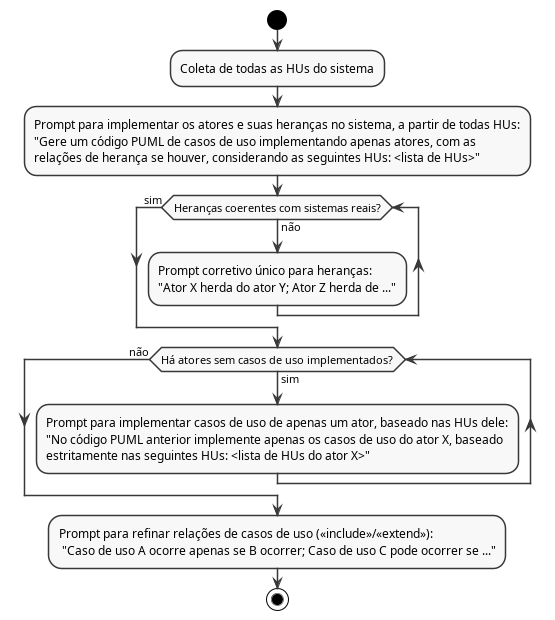 Coleta de todas as HUs do sistema
Prompt para implementar os atores e suas heranças no sistema, a partir de todas HUs:
"Gere um código PUML de casos de uso implementando apenas atores, com as
relações de herança se houver, considerando as seguintes HUs: <lista de HUs>"
sim
Heranças coerentes com sistemas reais?
não
Prompt corretivo único para heranças:
"Ator X herda do ator Y; Ator Z herda de ..."
não
Há atores sem casos de uso implementados?
sim
Prompt para implementar casos de uso de apenas um ator, baseado nas HUs dele:
"No código PUML anterior implemente apenas os casos de uso do ator X, baseado
estritamente nas seguintes HUs: <lista de HUs do ator X>"
Prompt para refinar relações de casos de uso («include»/«extend»):
"Caso de uso A ocorre apenas se B ocorrer; Caso de uso C pode ocorrer se ..."